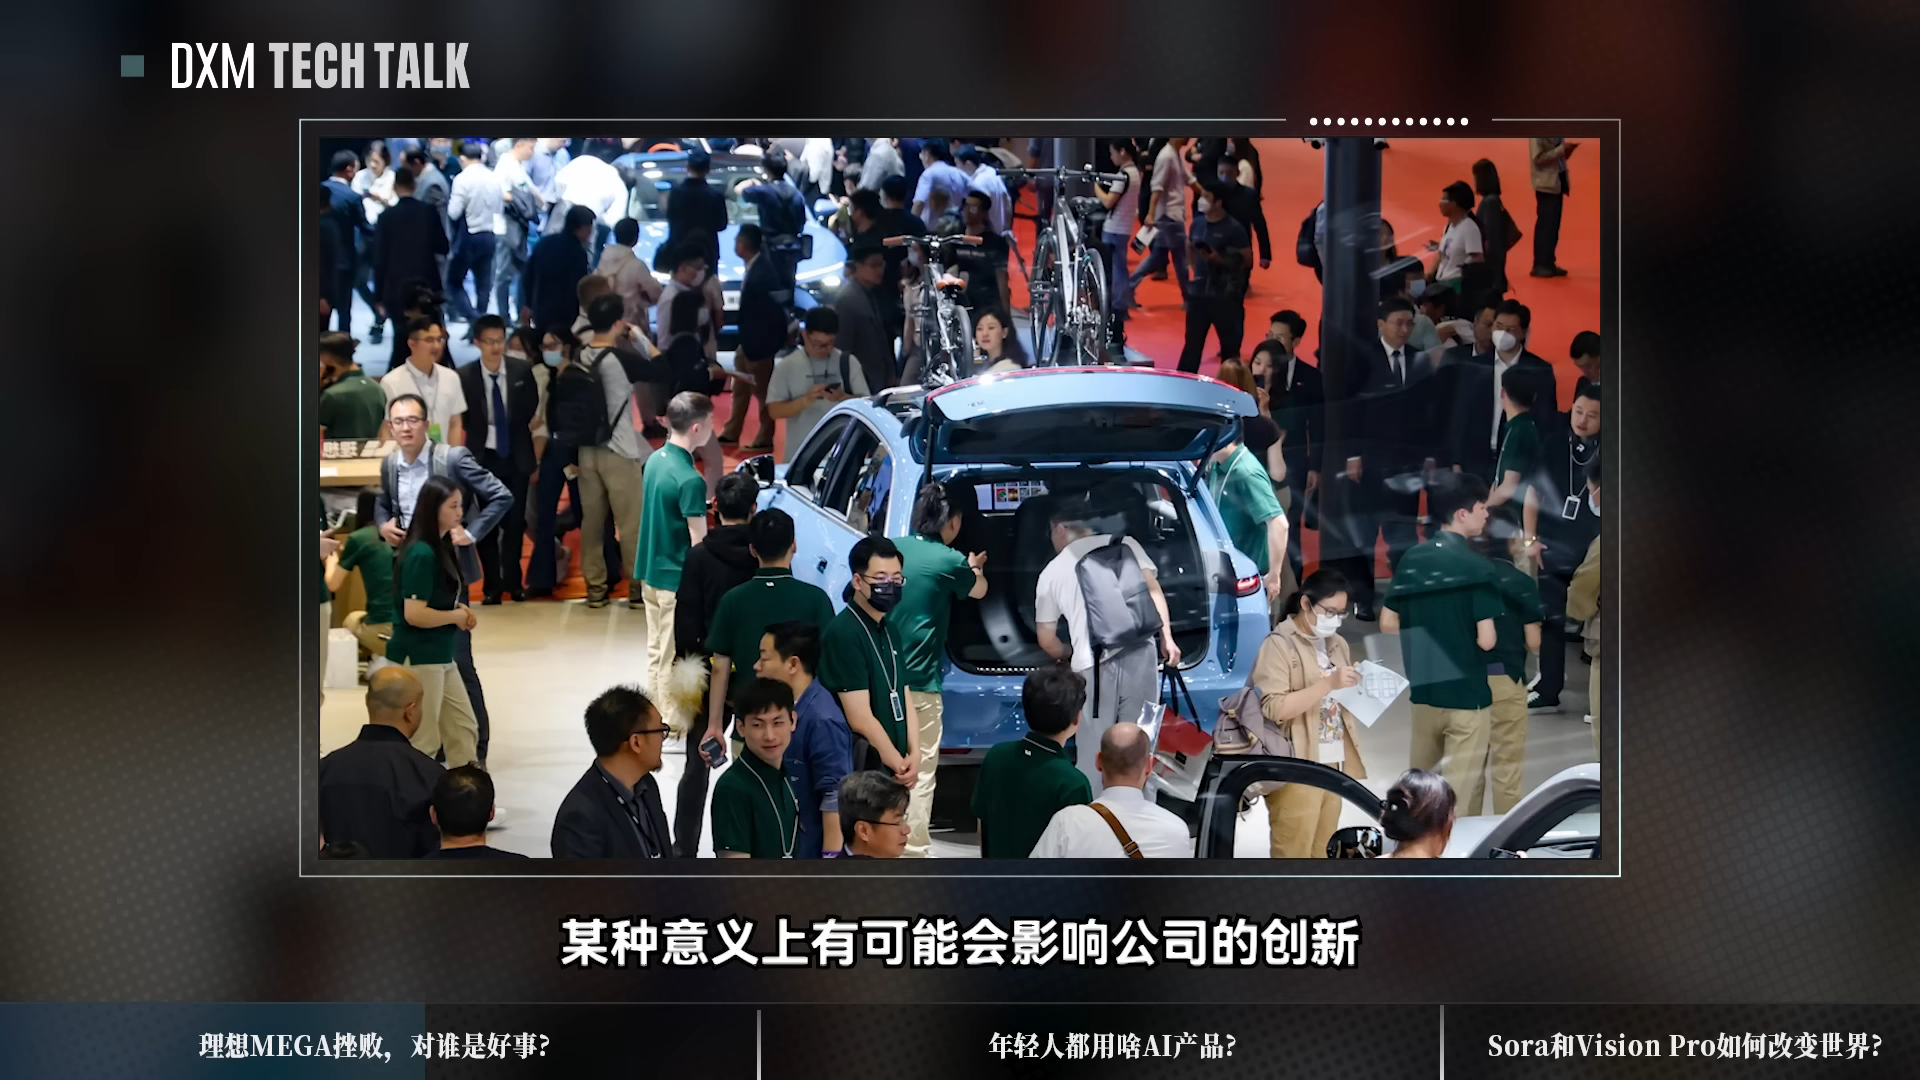 DXM TECH TALK
某种意义上有可能会影响公司的创新
理想MEGA挫败，对谁是好事?
年轻人都用啥AI产品?
Sora和Vision Pro如何改变世界?